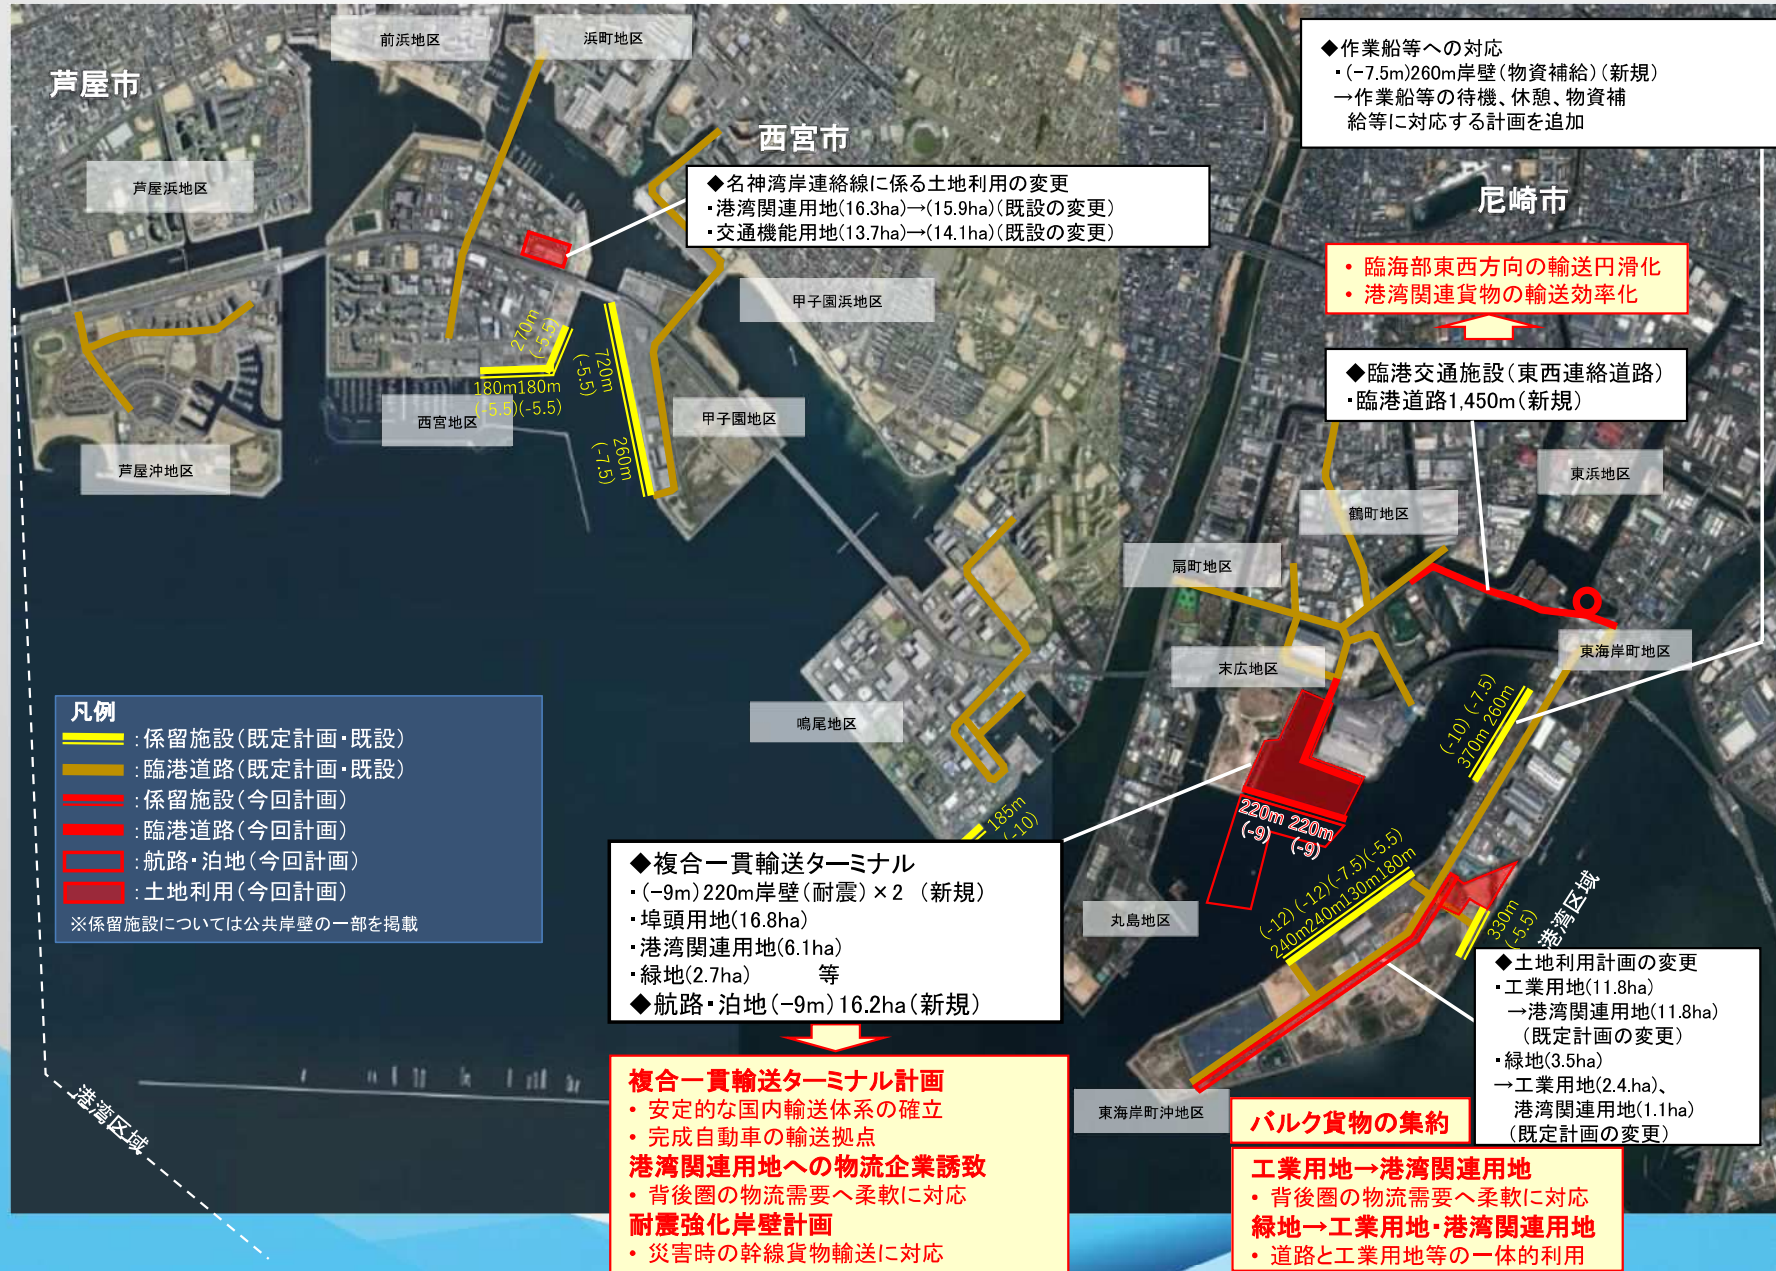 前浜地区
浜町地区
芦屋市
西宮市
芦屋浜地区
◆作業船等への対応
・(-7.5m)260m岸壁(物資補給)(新規)
→作業船等の待機、休憩、物資補
給等に対応する計画を追加
◆名神湾岸連絡線に係る土地利用の変更
・港湾関連用地(16.3ha)→(15.9ha)(既設の変更)
・交通機能用地(13.7ha)→(14.1ha)(既設の変更)
尼崎市
• 臨海部東西方向の輸送円滑化
• 港湾関連貨物の輸送効率化
甲子園浜地区
◆臨港交通施設(東西連絡道路)
・臨港道路1,450m(新規)
270m
(-5.5)
180m180m
(-5.5)(-5.5)
720m
(-5.5)
260m
(-7.5)
西宮地区
甲子園地区
芦屋沖地区
東浜地区
鶴町地区
扇町地区
末広地区
東海岸町地区
鳴尾地区
(-10)(-7.5)
370m 260m
凡例
:係留施設(既定計画・既設)
:臨港道路(既定計画・既設)
:係留施設(今回計画)
:臨港道路(今回計画)
:航路・泊地(今回計画)
:土地利用(今回計画)
※係留施設については公共岸壁の一部を掲載
185m
(-10)
220m 220m
(-9) (-9)
(-12)(-12)(-7.5)(-5.5)
240m240m130m180m
330m
(-5.5)
港湾区域
丸島地区
◆複合一貫輸送ターミナル
・(-9m)220m岸壁(耐震)×2 (新規)
・埠頭用地(16.8ha)
・港湾関連用地(6.1ha)
・緑地(2.7ha) 等
◆航路・泊地(-9m)16.2ha(新規)
◆土地利用計画の変更
・工業用地(11.8ha)
→港湾関連用地(11.8ha)
(既定計画の変更)
・緑地(3.5ha)
→工業用地(2.4.ha)、
港湾関連用地(1.1ha)
(既定計画の変更)
港湾区域
東海岸町沖地区
複合一貫輸送ターミナル計画
• 安定的な国内輸送体系の確立
• 完成自動車の輸送拠点
港湾関連用地への物流企業誘致
• 背後圏の物流需要へ柔軟に対応
耐震強化岸壁計画
• 災害時の幹線貨物輸送に対応
バルク貨物の集約
工業用地→港湾関連用地
• 背後圏の物流需要へ柔軟に対応
緑地→工業用地・港湾関連用地
• 道路と工業用地等の一体的利用